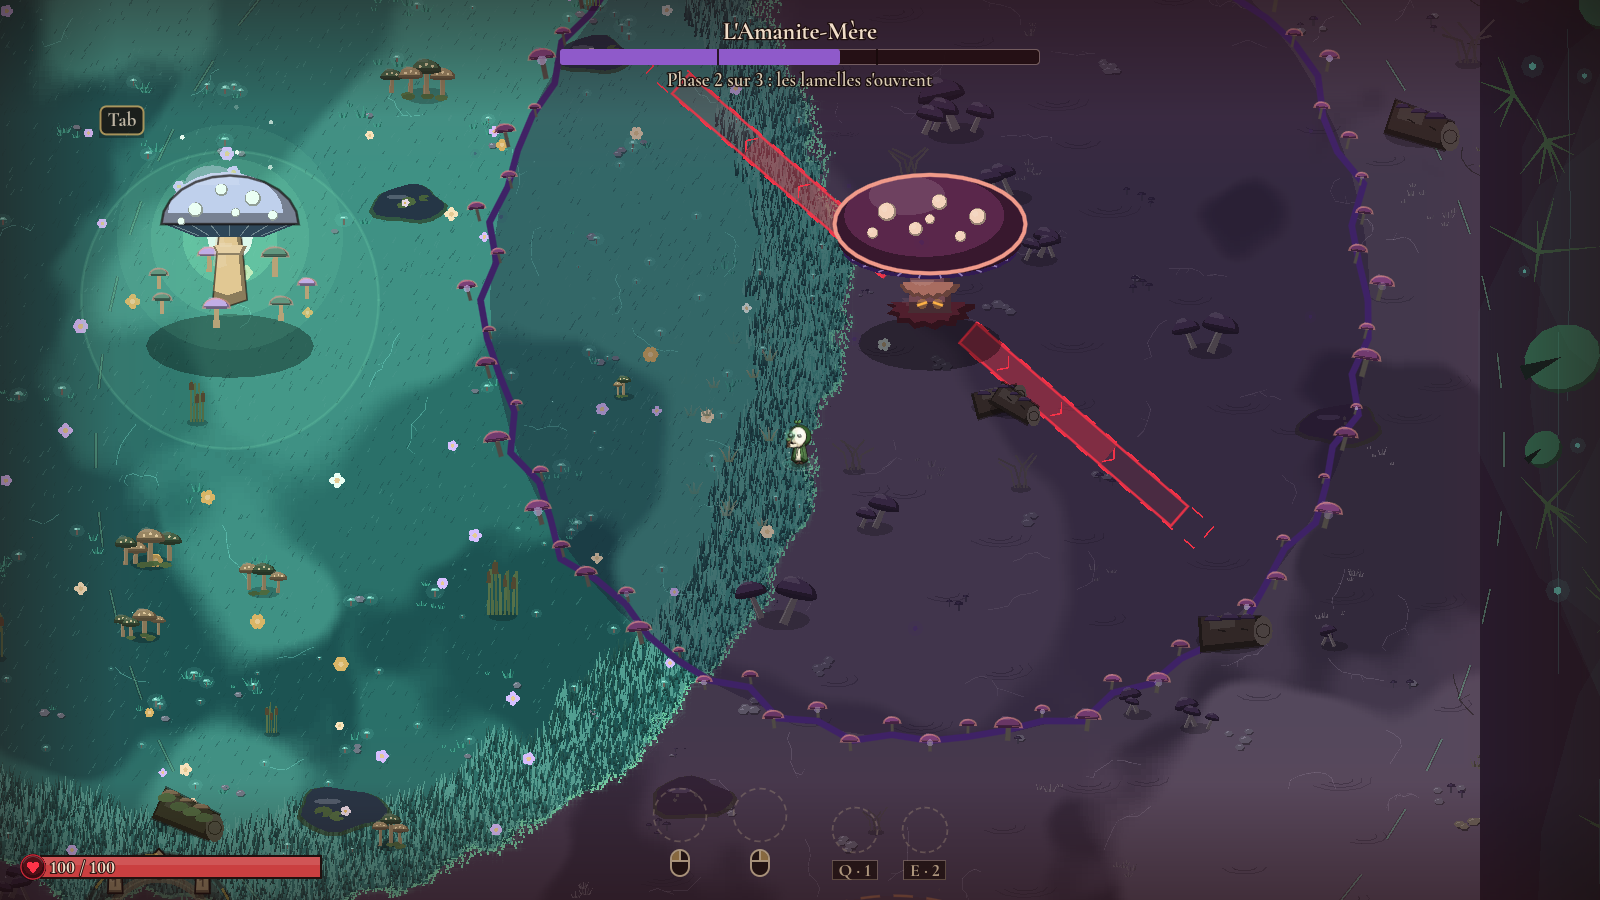 L'Amanite-Mère
Phase 2 sur 3 : les lamelles s'ouvrent
Tab
100 / 100
Q · 1
E · 2